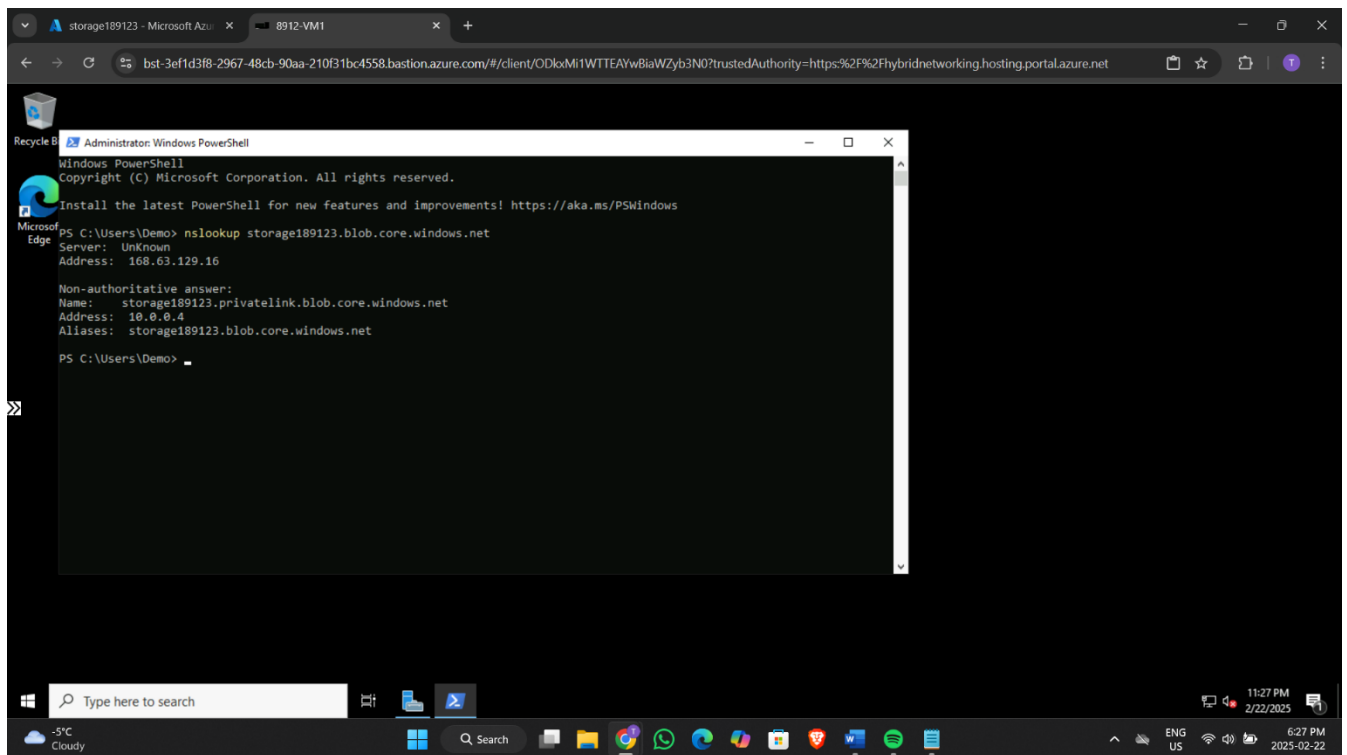 storage189123 - Microsoft Azu
8912-VM1
bst-3ef1d3f8-2967-48cb-90aa-210f31bc4558.bastion.azure.com/#/client/ODkxMi1WTTEAYwBiaWZyb3N0?trustedAuthority=https:%2F%2Fhybridnetworking.hosting.portal.azure.net
T
Recycle B
Administrator: Windows PowerShell
Windows PowerShell
Copyright (C) Microsoft Corporation. All rights reserved.
Install the latest PowerShell for new features and improvements! https://aka.ms/PSWindows
Microsof
Edge
PS C:\Users\Demo> nslookup storage189123.blob.core.windows.net
Server: UnKnown
Address: 168.63.129.16
Non-authoritative answer:
Name: storage189123.privatelink.blob.core.windows.net
Address: 10.0.0.4
Aliases: storage189123.blob.core.windows.net
PS C:\Users\Demo>
Type here to search
11:27 PM
2/22/2025
1
-5°C
Cloudy
Search
ENG
US
6:27 PM
2025-02-22